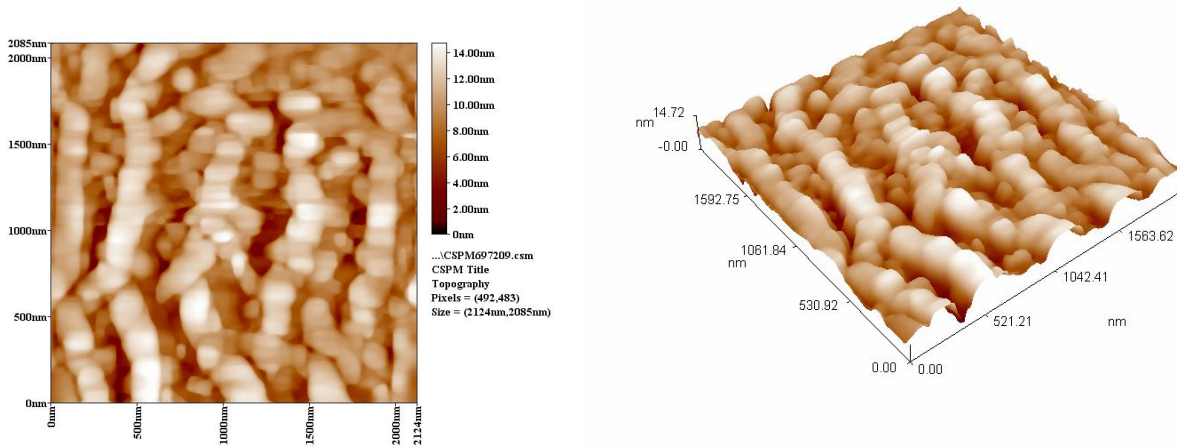 2085nm
2000nm
1500nm
1000nm
500nm
0nm
0nm
500nm
1000nm
1500nm
2000nm
2124nm
14.00nm
12.00nm
10.00nm
8.00nm
6.00nm
4.00nm
2.00nm
0nm
...\CSPM697209.csm
CSPM Title
Topography
Pixels = (492,483)
Size = (2124nm,2085nm)
14.72
nm
-0.00
1592.75
1061.84
nm
530.92
0.00
0.00
521.21
1042.41
1563.62
nm